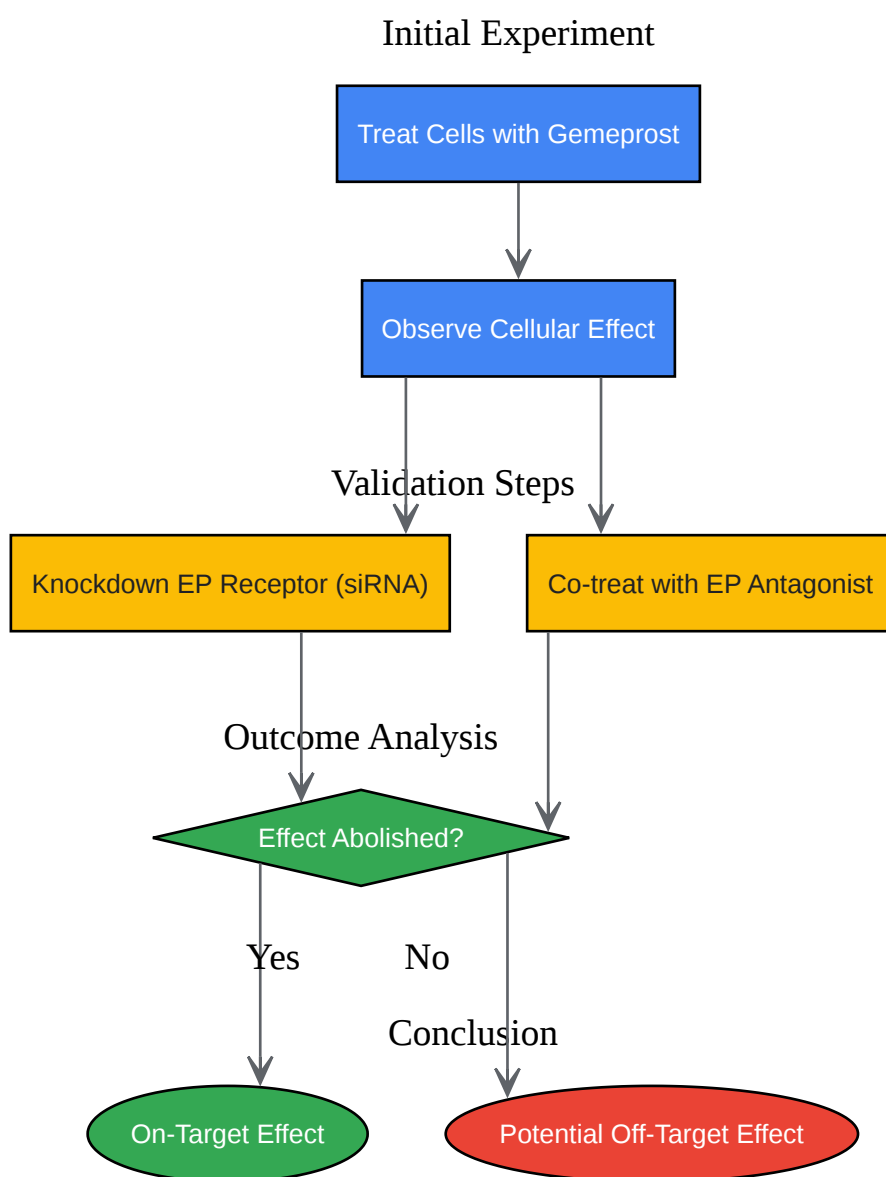 Initial Experiment
Treat Cells with Gemeprost
Observe Cellular Effect
Validation Steps
Knockdown EP Receptor (siRNA)
Co-treat with EP Antagonist
Outcome Analysis
Effect Abolished?
Yes
No
Conclusion
On-Target Effect
Potential Off-Target Effect